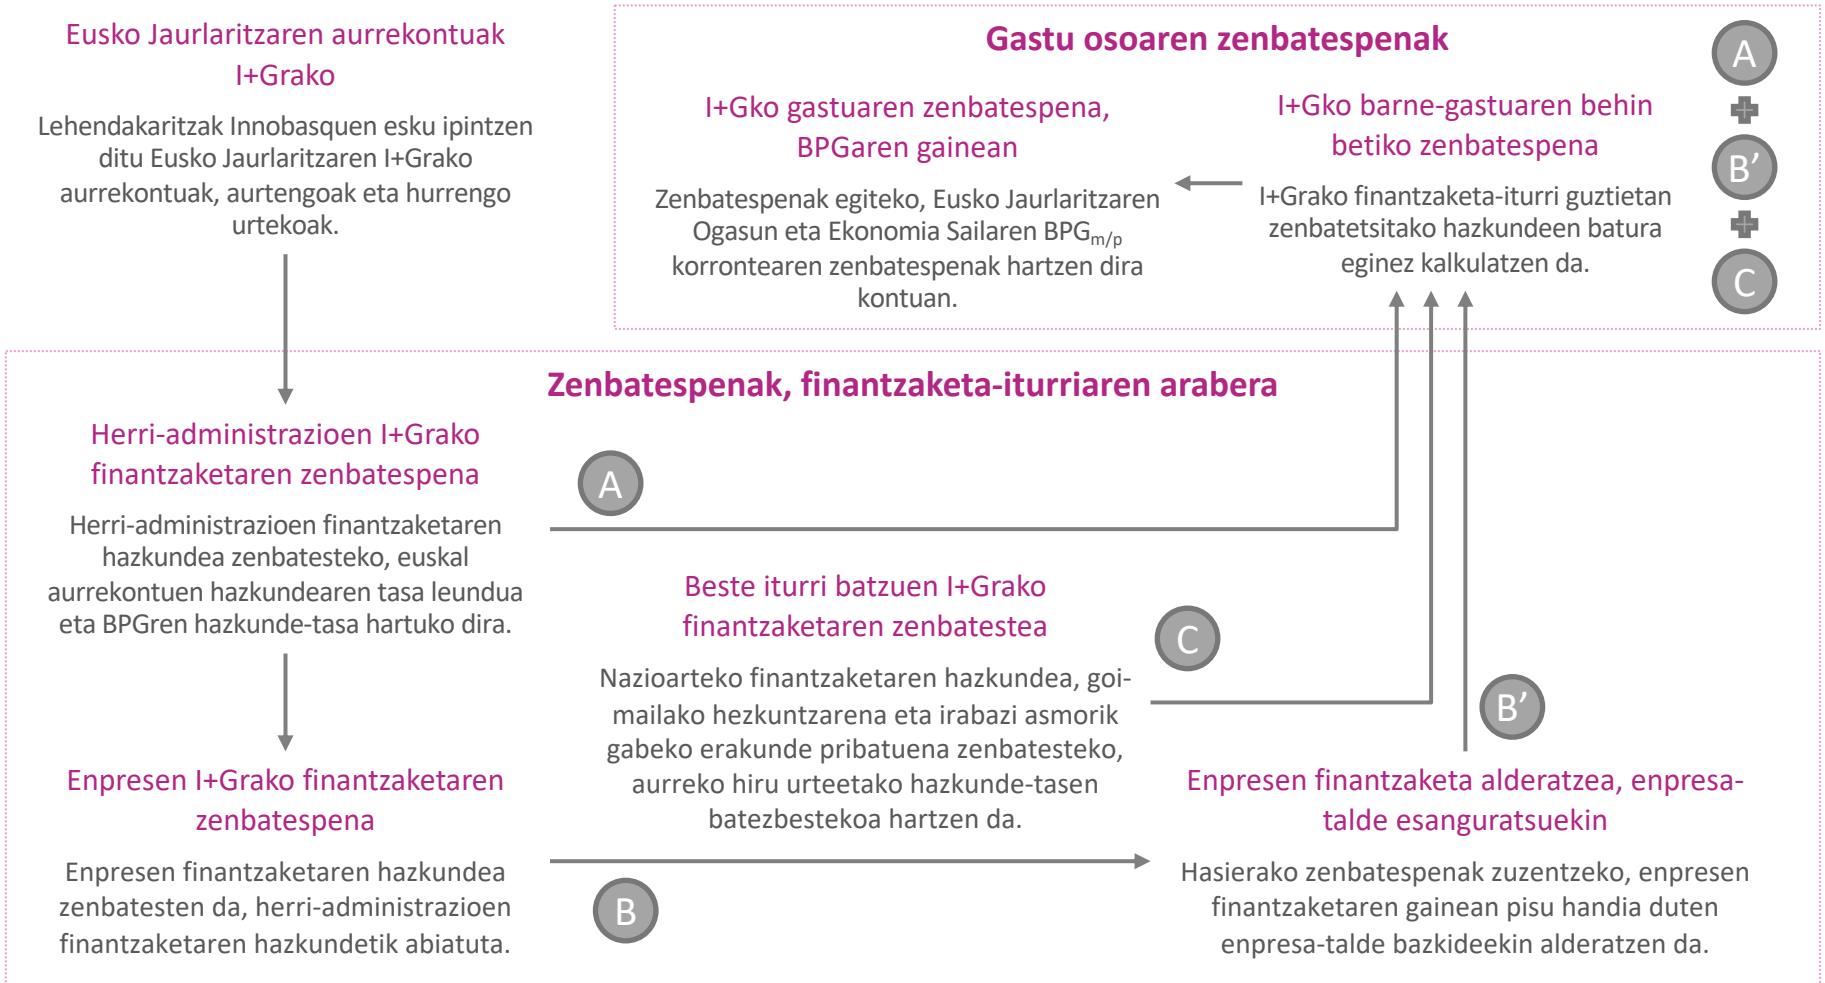 Eusko Jaurlaritzaren aurrekontuak
I+Grako
Lehendakaritzak Innobasquen esku ipintzen
ditu Eusko Jaurlaritzaren I+Grako
aurrekontuak, aurtengoak eta hurrengo
urtekoak.
Gastu osoaren zenbatespenak
I+Gko gastuaren zenbatespena,
BPGaren gainean
Zenbatespenak egiteko, Eusko Jaurlaritzaren
Ogasun eta Ekonomia Sailaren BPGm/p
korrontearen zenbatespenak hartzen dira
kontuan.
I+Gko barne-gastuaren behin
betiko zenbatespena
I+Grako finantzaketa-iturri guztietan
zenbatetsitako hazkundeen batura
eginez kalkulatzen da.
A
B’
C
Zenbatespenak, finantzaketa-iturriaren arabera
Herri-administrazioen I+Grako
finantzaketaren zenbatespena
Herri-administrazioen finantzaketaren
hazkundea zenbatesteko, euskal
aurrekontuen hazkundearen tasa leundua
eta BPGren hazkunde-tasa hartuko dira.
A
Beste iturri batzuen I+Grako
finantzaketaren zenbatestea
Nazioarteko finantzaketaren hazkundea, goi-
mailako hezkuntzarena eta irabazi asmorik
gabeko erakunde pribatuena zenbatesteko,
aurreko hiru urteetako hazkunde-tasen
batezbestekoa hartzen da.
C
B’
Enpresen I+Grako finantzaketaren
zenbatespena
Enpresen finantzaketaren hazkundea
zenbatesten da, herri-administrazioen
finantzaketaren hazkundetik abiatuta.
B
Enpresen finantzaketa alderatzea, enpresa-
talde esanguratsuekin
Hasierako zenbatespenak zuzentzeko, enpresen
finantzaketaren gainean pisu handia duten
enpresa-talde bazkideekin alderatzen da.